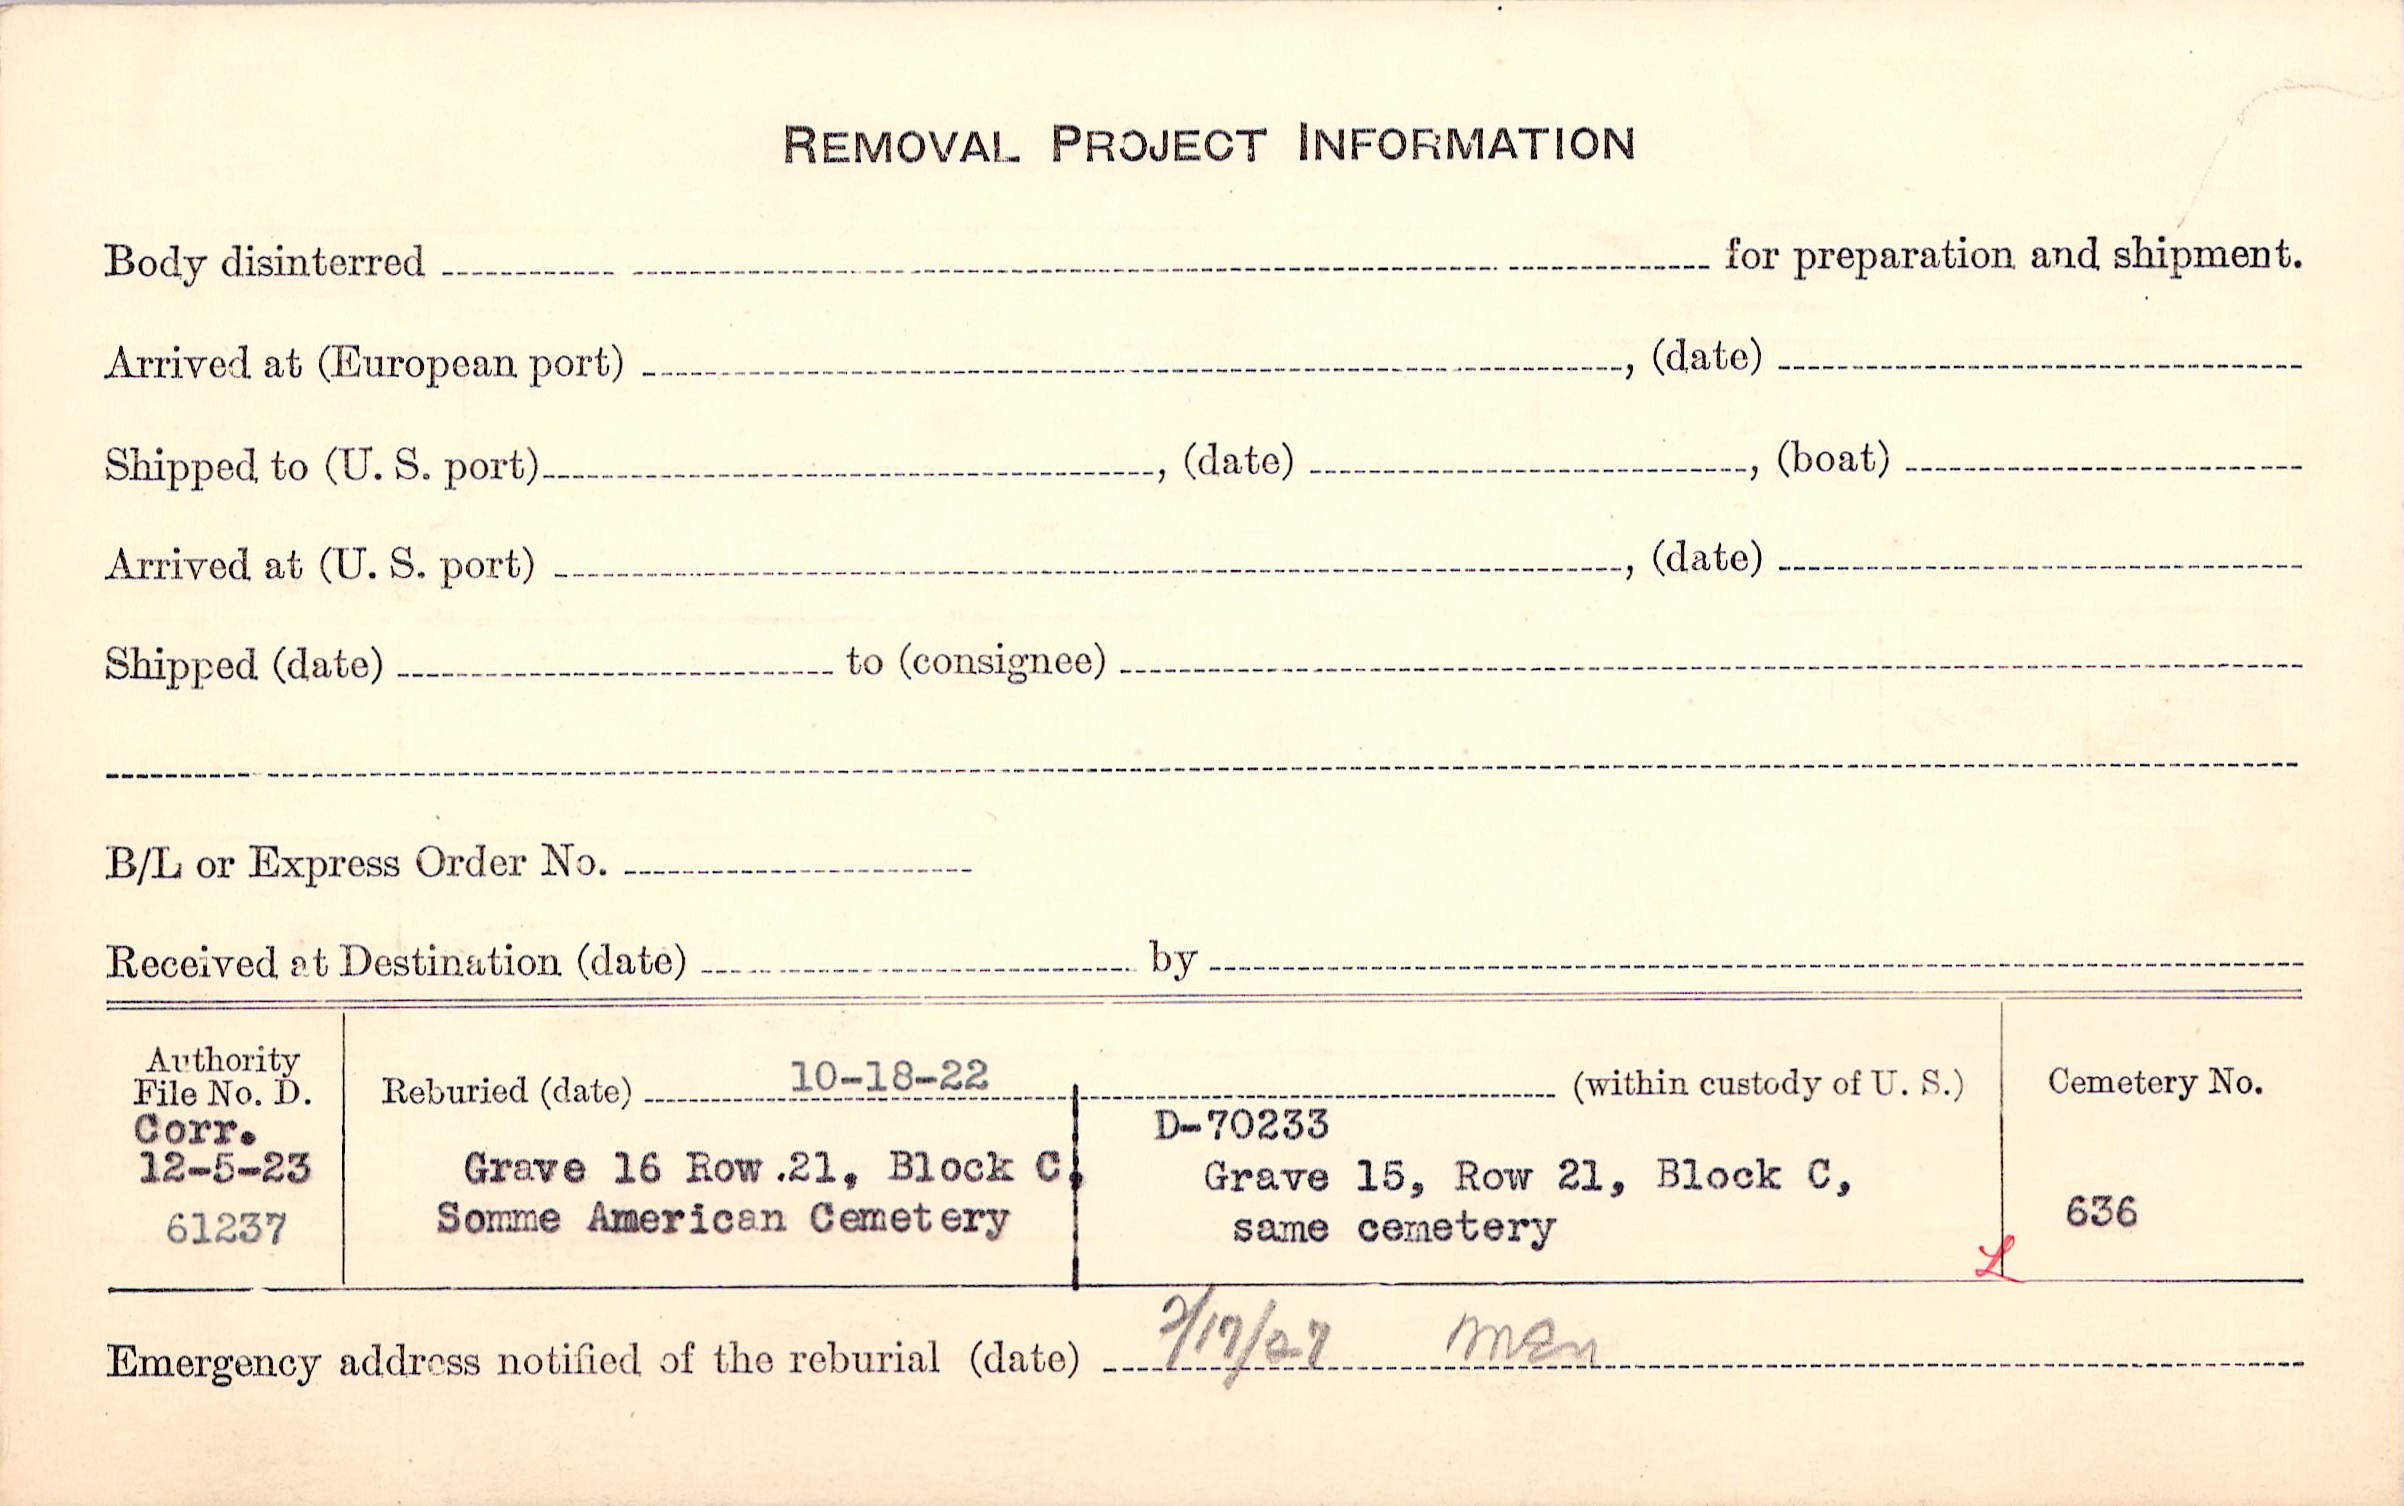 REMOVAL PROJECT INFORMATION
Body disinterred for preparation and shipment.
Arrived at (European port) , (date)
Shipped to (U. S. port) , (date) , (boat)
Arrived at (U. S. port) , (date)
Shipped (date) to (consignee)
B/L or Express Order No.
Received at Destination (date) by
Authority
File No. D.
Corr.
12-5-23
61237
Reburied (date) 10-18-22 (within custody of U. S.)
Grave 16 Row .21, Block C,
Somme American Cemetery
D-70233
Grave 15, Row 21, Block C,
same cemetery
Cemetery No.
636
L
Emergency address notified of the reburial (date) 2/17/27